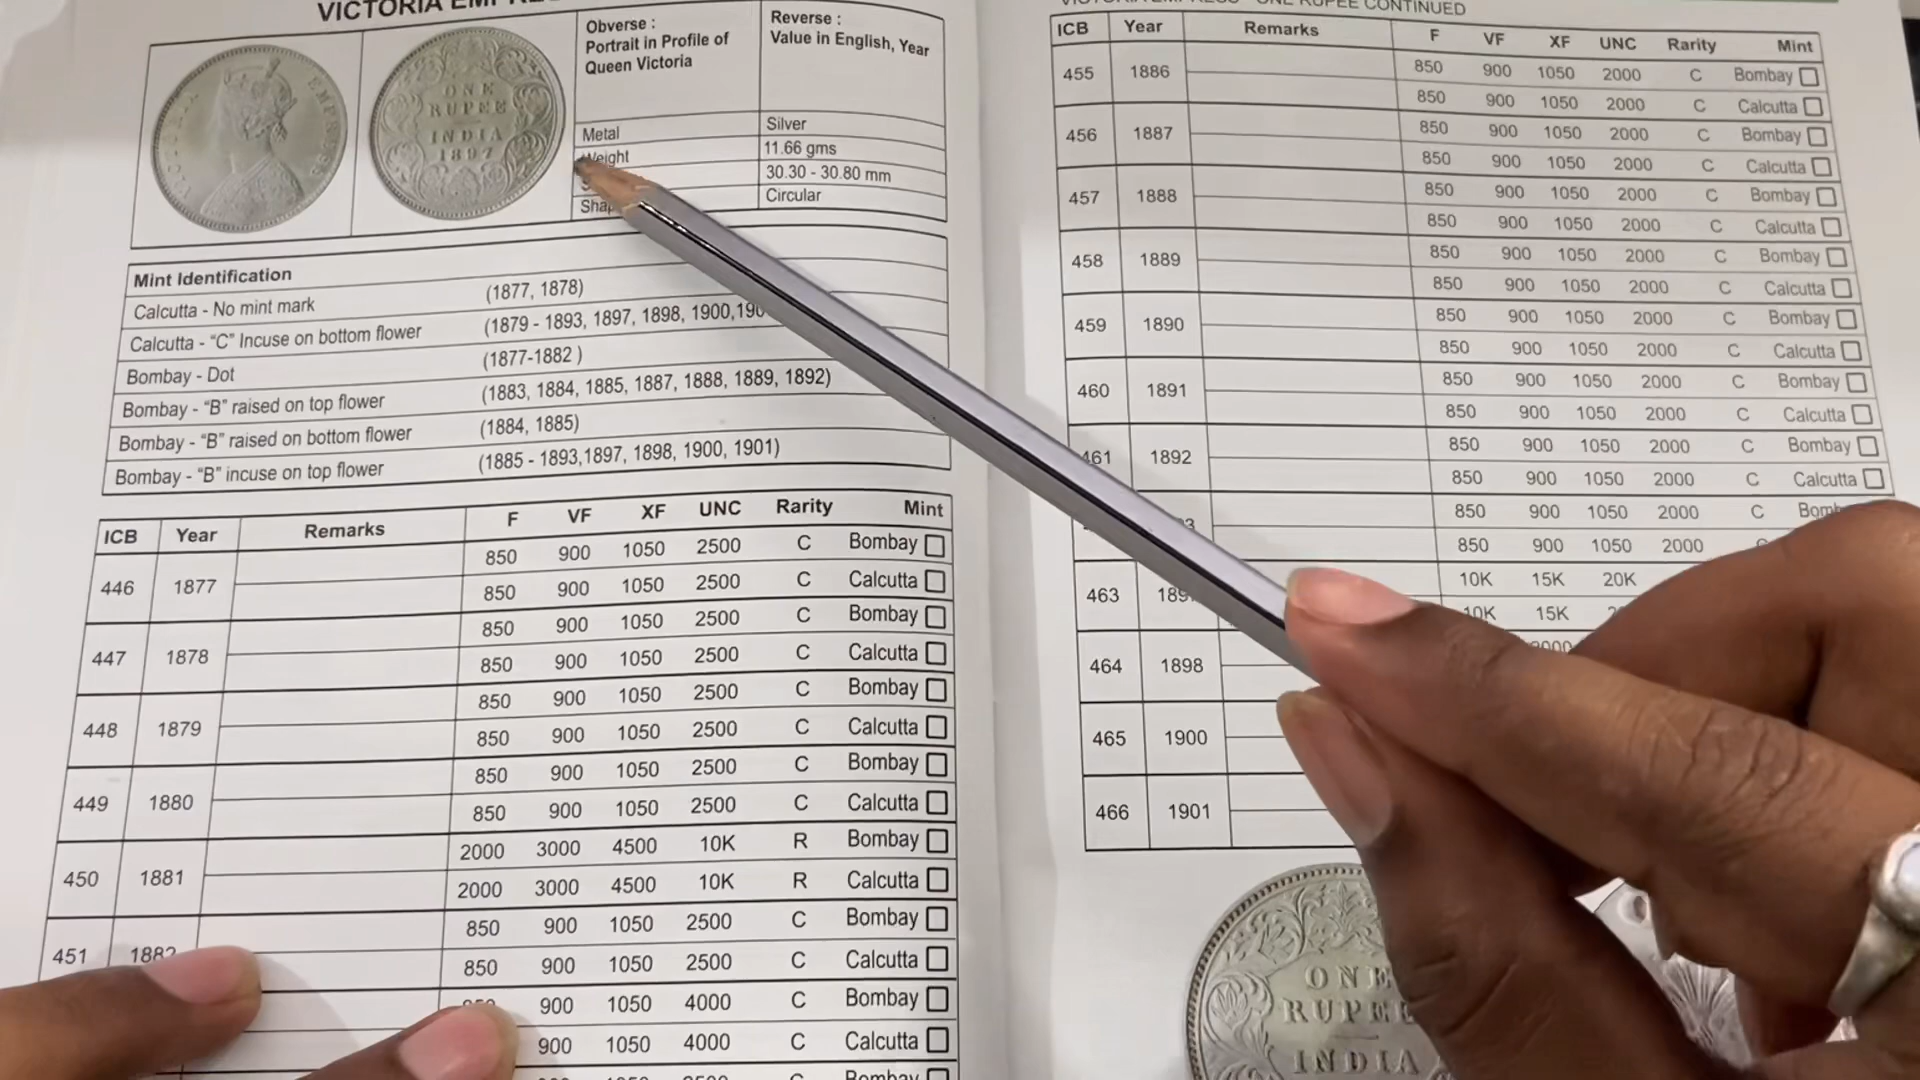 VICTORIA
Obverse :
Portrait in Profile of
Queen Victoria
Reverse :
Value in English, Year
Metal Silver
Weight 11.66 gms
30.30 - 30.80 mm
Circular
ONE
RUPEE
INDIA
1897
Mint Identification
Calcutta - No mint mark (1877, 1878)
Calcutta - “C” Incuse on bottom flower (1879 - 1893, 1897, 1898, 1900,
Bombay - Dot (1877-1882 )
Bombay - “B” raised on top flower (1883, 1884, 1885, 1887, 1888, 1889, 1892)
Bombay - “B” raised on bottom flower (1884, 1885)
Bombay - “B” incuse on top flower (1885 - 1893,1897, 1898, 1900, 1901)
ICB Year Remarks F VF XF UNC Rarity Mint
446 1877 850 900 1050 2500 C Bombay
850 900 1050 2500 C Calcutta
447 1878 850 900 1050 2500 C Bombay
850 900 1050 2500 C Calcutta
448 1879 850 900 1050 2500 C Bombay
850 900 1050 2500 C Calcutta
449 1880 850 900 1050 2500 C Bombay
850 900 1050 2500 C Calcutta
450 1881 2000 3000 4500 10K R Bombay
2000 3000 4500 10K R Calcutta
451 1882 850 900 1050 2500 C Bombay
850 900 1050 2500 C Calcutta
900 1050 4000 C Bombay
900 1050 4000 C Calcutta
Bombay
ONE RUPEE CONTINUED
ICB Year Remarks F VF XF UNC Rarity Mint
455 1886 850 900 1050 2000 C Bombay
850 900 1050 2000 C Calcutta
456 1887 850 900 1050 2000 C Bombay
850 900 1050 2000 C Calcutta
457 1888 850 900 1050 2000 C Bombay
850 900 1050 2000 C Calcutta
458 1889 850 900 1050 2000 C Bombay
850 900 1050 2000 C Calcutta
459 1890 850 900 1050 2000 C Bombay
850 900 1050 2000 C Calcutta
460 1891 850 900 1050 2000 C Bombay
850 900 1050 2000 C Calcutta
461 1892 850 900 1050 2000 C Bombay
850 900 1050 2000 C Calcutta
850 900 1050 2000 C
850 900 1050 2000
463 10K 15K 20K
10K 15K
464 1898
465 1900
466 1901
ONE
RUPEE
INDIA